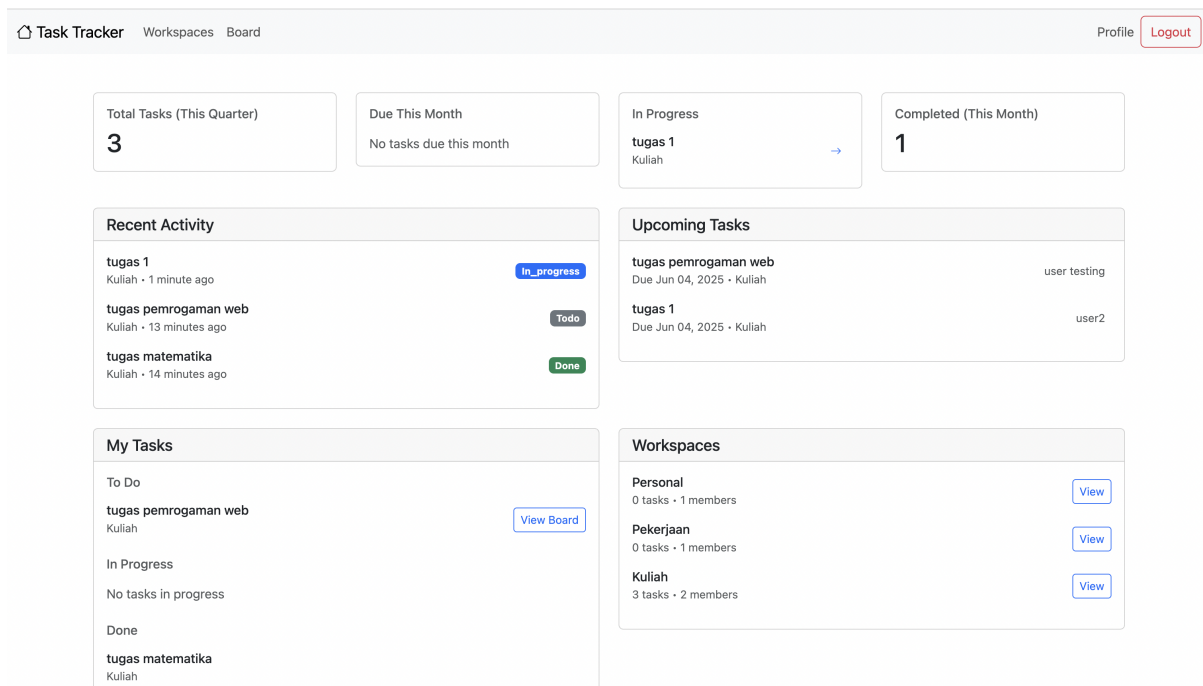 Task Tracker Workspaces Board Profile Logout
Total Tasks (This Quarter)
3
Due This Month
No tasks due this month
In Progress
tugas 1
Kuliah
→
Completed (This Month)
1
Recent Activity
tugas 1
Kuliah • 1 minute ago
In_progress
tugas pemrogaman web
Kuliah • 13 minutes ago
Todo
tugas matematika
Kuliah • 14 minutes ago
Done
Upcoming Tasks
tugas pemrogaman web
Due Jun 04, 2025 • Kuliah
user testing
tugas 1
Due Jun 04, 2025 • Kuliah
user2
My Tasks
To Do
tugas pemrogaman web
Kuliah
View Board
In Progress
No tasks in progress
Done
tugas matematika
Kuliah
Workspaces
Personal
0 tasks • 1 members
View
Pekerjaan
0 tasks • 1 members
View
Kuliah
3 tasks • 2 members
View